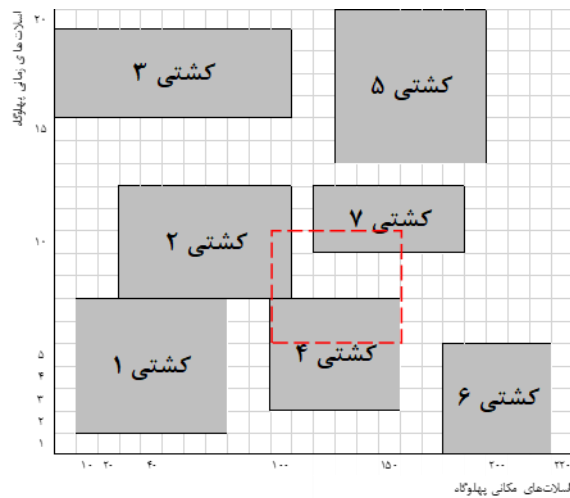 اسلات‌های زمانی پهلوگاه
۲۰
۱۵
۱۰
۵
۴
۳
۲
۱
کشتی ۳
کشتی ۵
کشتی ۲
کشتی ۷
کشتی ۱
کشتی ۴
کشتی ۶
۱۰ ۲۰ ۴۰ ۱۰۰ ۱۵۰ ۲۰۰ ۲۲۰
اسلات‌های مکانی پهلوگاه